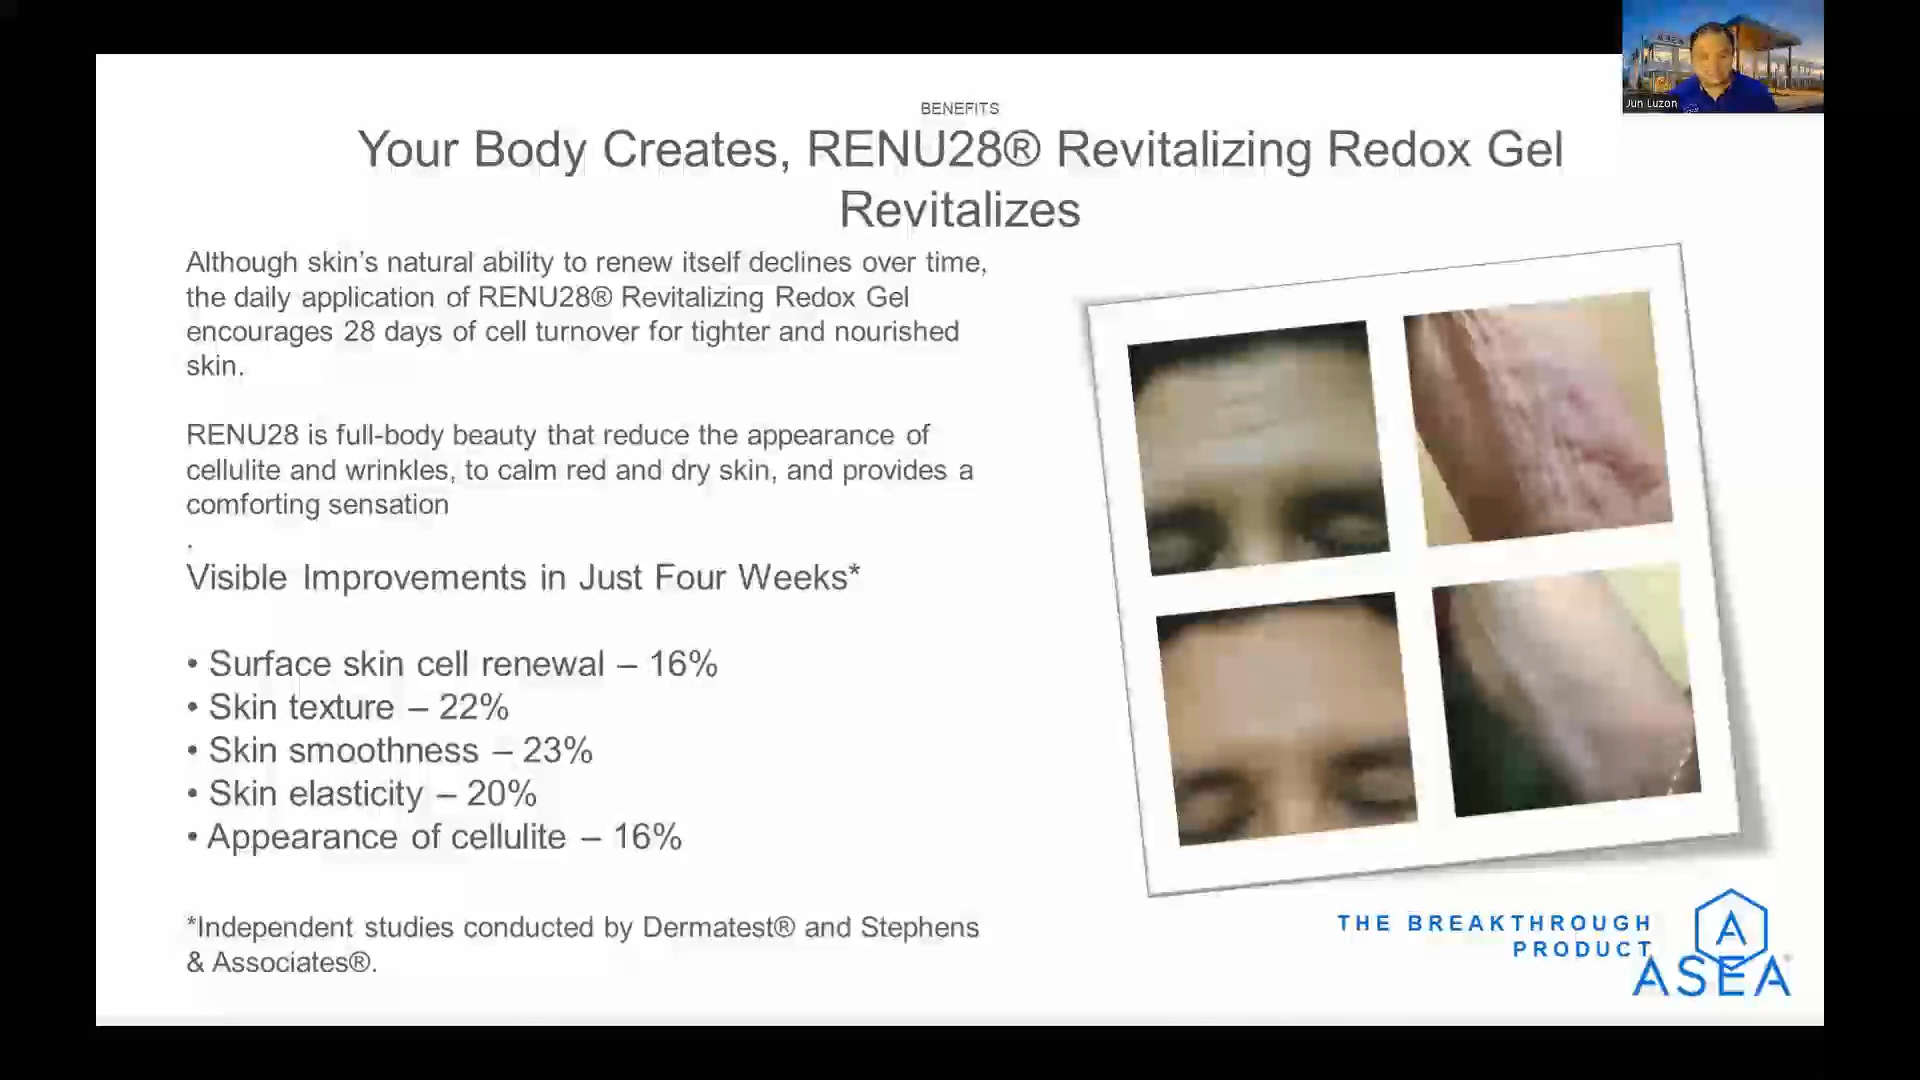 Jun Luzon
BENEFITS
Your Body Creates, RENU28® Revitalizing Redox Gel
Revitalizes
Although skin's natural ability to renew itself declines over time,
the daily application of RENU28® Revitalizing Redox Gel
encourages 28 days of cell turnover for tighter and nourished
skin.
RENU28 is full-body beauty that reduce the appearance of
cellulite and wrinkles, to calm red and dry skin, and provides a
comforting sensation
.
Visible Improvements in Just Four Weeks*
• Surface skin cell renewal – 16%
• Skin texture – 22%
• Skin smoothness – 23%
• Skin elasticity – 20%
• Appearance of cellulite – 16%
*Independent studies conducted by Dermatest® and Stephens
& Associates®.
THE BREAKTHROUGH
PRODUCT
A
ASEA